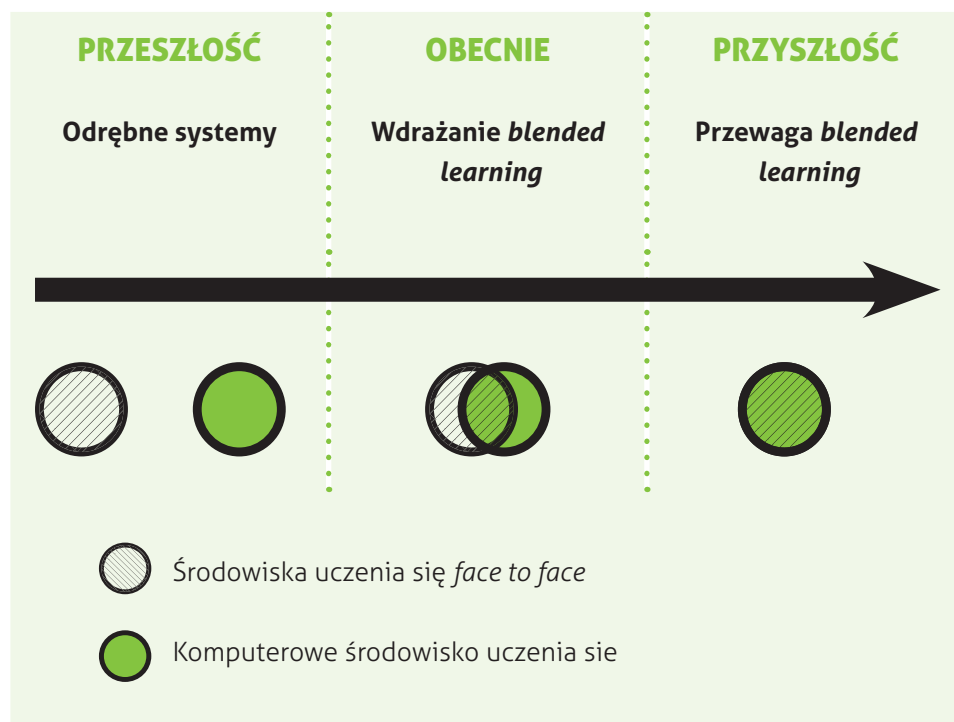 PRZESZŁOŚĆ
Odrębne systemy
OBECNIE
Wdrażanie blended
learning
PRZYSZŁOŚĆ
Przewaga blended
learning
Środowiska uczenia się face to face
Komputerowe środowisko uczenia sie